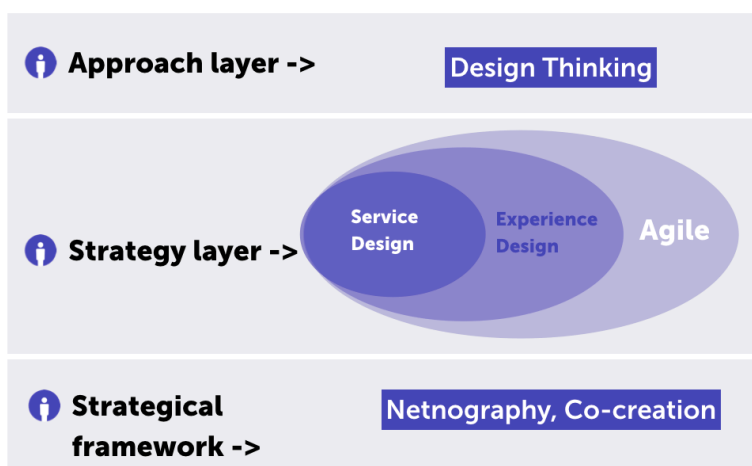 Approach layer ->
Design Thinking
Strategy layer ->
Service
Design
Experience
Design
Agile
Strategical
framework ->
Netnography, Co-creation